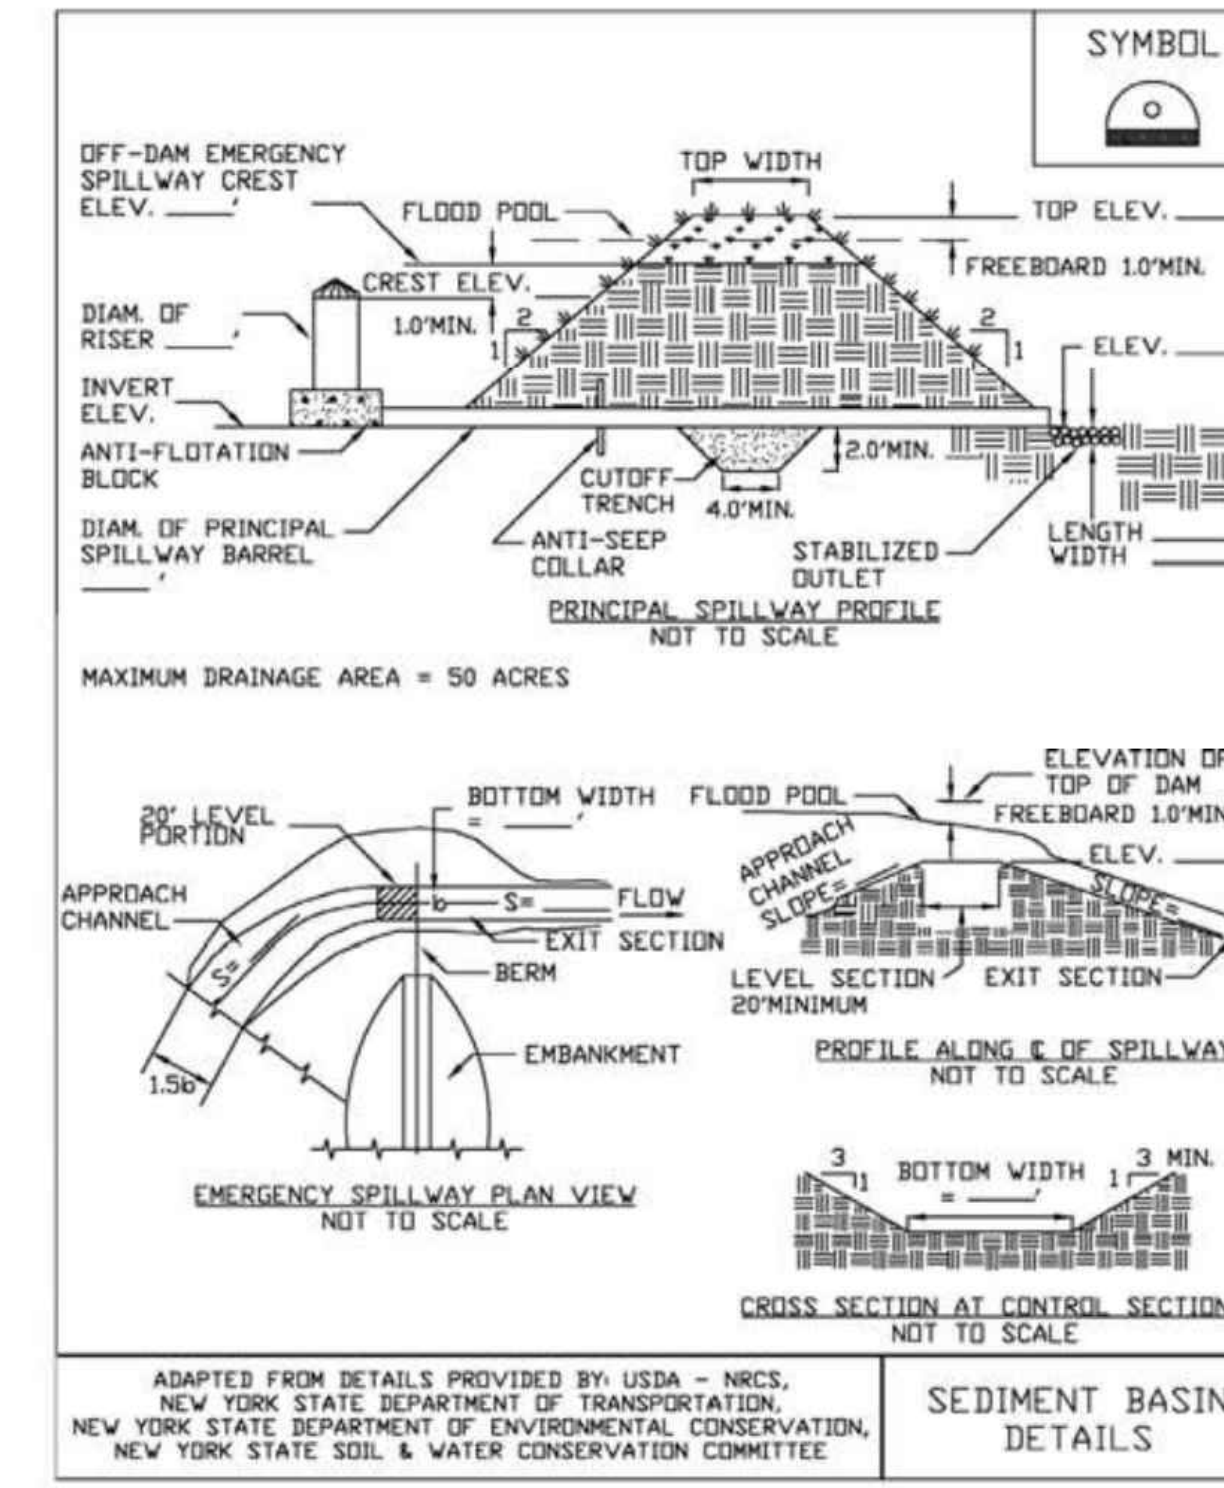 SYMBOL
OFF-DAM EMERGENCY
SPILLWAY CREST
ELEV. ______'
TOP WIDTH
FLOOD POOL
TOP ELEV.
CREST ELEV.
FREEBOARD 1.0'MIN.
DIAM. OF
RISER ______'
1.0'MIN.
2
1
2
1
ELEV.
INVERT
ELEV.
ANTI-FLOTATION
BLOCK
2.0'MIN.
CUTOFF
TRENCH
4.0'MIN.
DIAM. OF PRINCIPAL
SPILLWAY BARREL
______'
ANTI-SEEP
COLLAR
STABILIZED
OUTLET
LENGTH
WIDTH
PRINCIPAL SPILLWAY PROFILE
NOT TO SCALE
MAXIMUM DRAINAGE AREA = 50 ACRES
20' LEVEL
PORTION
BOTTOM WIDTH
= ______'
APPROACH
CHANNEL
b
S= ______
FLOW
S=
EXIT SECTION
BERM
EMBANKMENT
1.5b
EMERGENCY SPILLWAY PLAN VIEW
NOT TO SCALE
ELEVATION OF
TOP OF DAM
FLOOD POOL
FREEBOARD 1.0'MIN
APPROACH
CHANNEL
SLOPE=
ELEV.
SLOPE=
LEVEL SECTION
20'MINIMUM
EXIT SECTION
PROFILE ALONG ℄ OF SPILLWAY
NOT TO SCALE
3
1
BOTTOM WIDTH
= ______'
3 MIN.
1
CROSS SECTION AT CONTROL SECTION
NOT TO SCALE
ADAPTED FROM DETAILS PROVIDED BY: USDA - NRCS,
NEW YORK STATE DEPARTMENT OF TRANSPORTATION,
NEW YORK STATE DEPARTMENT OF ENVIRONMENTAL CONSERVATION,
NEW YORK STATE SOIL & WATER CONSERVATION COMMITTEE
SEDIMENT BASIN
DETAILS